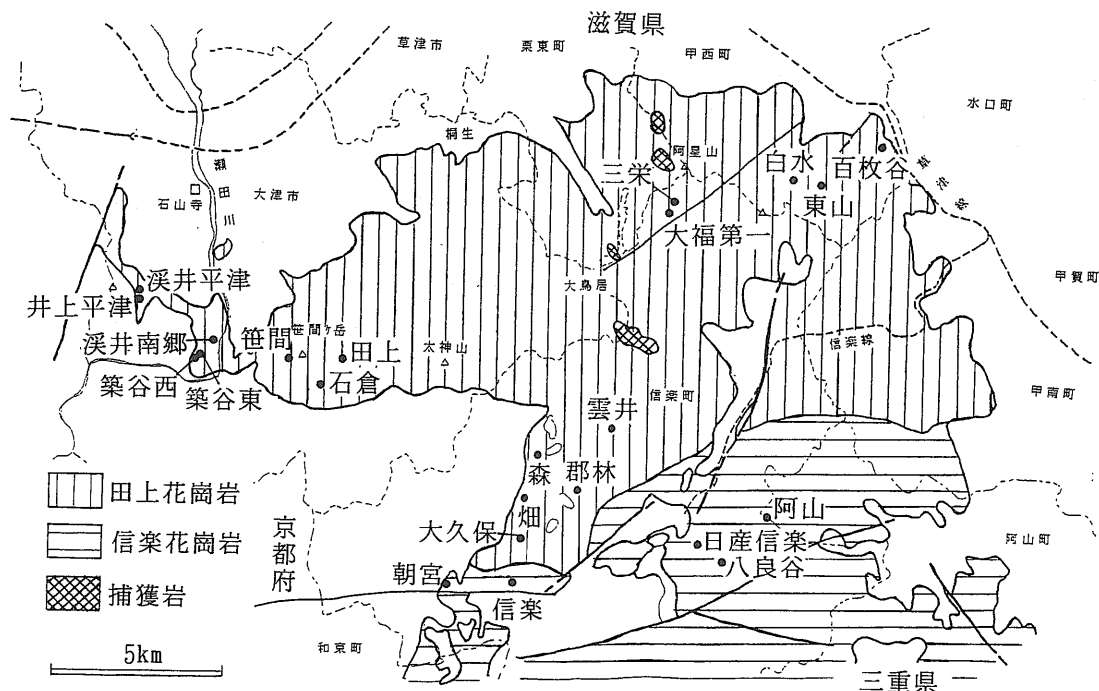 滋賀県
草津市
栗東町
甲西町
水口町
桐生
阿星山
瀬田川
石山寺
大津市
三栄
白水
百枚谷
東山
草津線
大福第一
渓井平津
井上平津
大鳥居
甲賀町
渓井南郷
笹間
笹間ヶ岳
田上
太神山
信楽線
築谷西
築谷東
石倉
信楽町
甲南町
雲井
森
郡林
田上花崗岩
畑
阿山
信楽花崗岩
京都府
大久保
日産信楽
阿山町
八良谷
捕獲岩
朝宮
信楽
5km
和束町
三重県